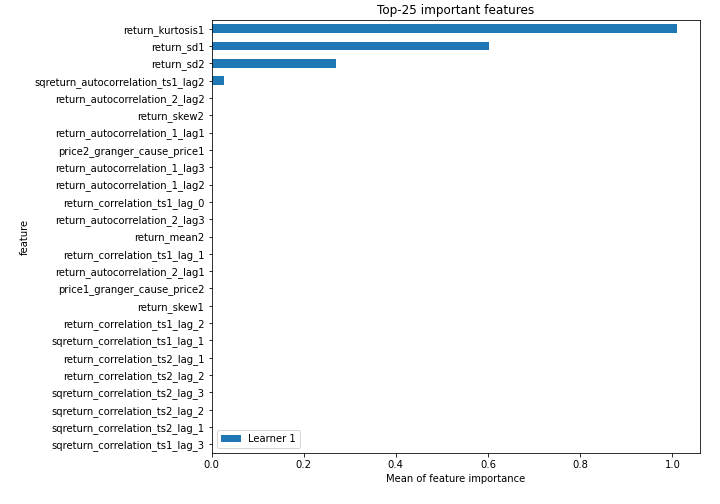 Top-25 important features
return_kurtosis1
return_sd1
return_sd2
sqreturn_autocorrelation_ts1_lag2
return_autocorrelation_2_lag2
return_skew2
return_autocorrelation_1_lag1
price2_granger_cause_price1
return_autocorrelation_1_lag3
return_autocorrelation_1_lag2
return_correlation_ts1_lag_0
return_autocorrelation_2_lag3
return_mean2
return_correlation_ts1_lag_1
return_autocorrelation_2_lag1
price1_granger_cause_price2
return_skew1
return_correlation_ts1_lag_2
sqreturn_correlation_ts1_lag_1
return_correlation_ts2_lag_1
return_correlation_ts2_lag_2
sqreturn_correlation_ts2_lag_3
sqreturn_correlation_ts2_lag_2
sqreturn_correlation_ts2_lag_1
sqreturn_correlation_ts1_lag_3
feature
Learner 1
0.0 0.2 0.4 0.6 0.8 1.0
Mean of feature importance